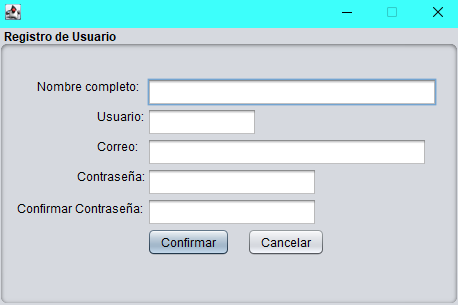 Registro de Usuario
Nombre completo:
Usuario:
Correo:
Contraseña:
Confirmar Contraseña:
Confirmar Cancelar